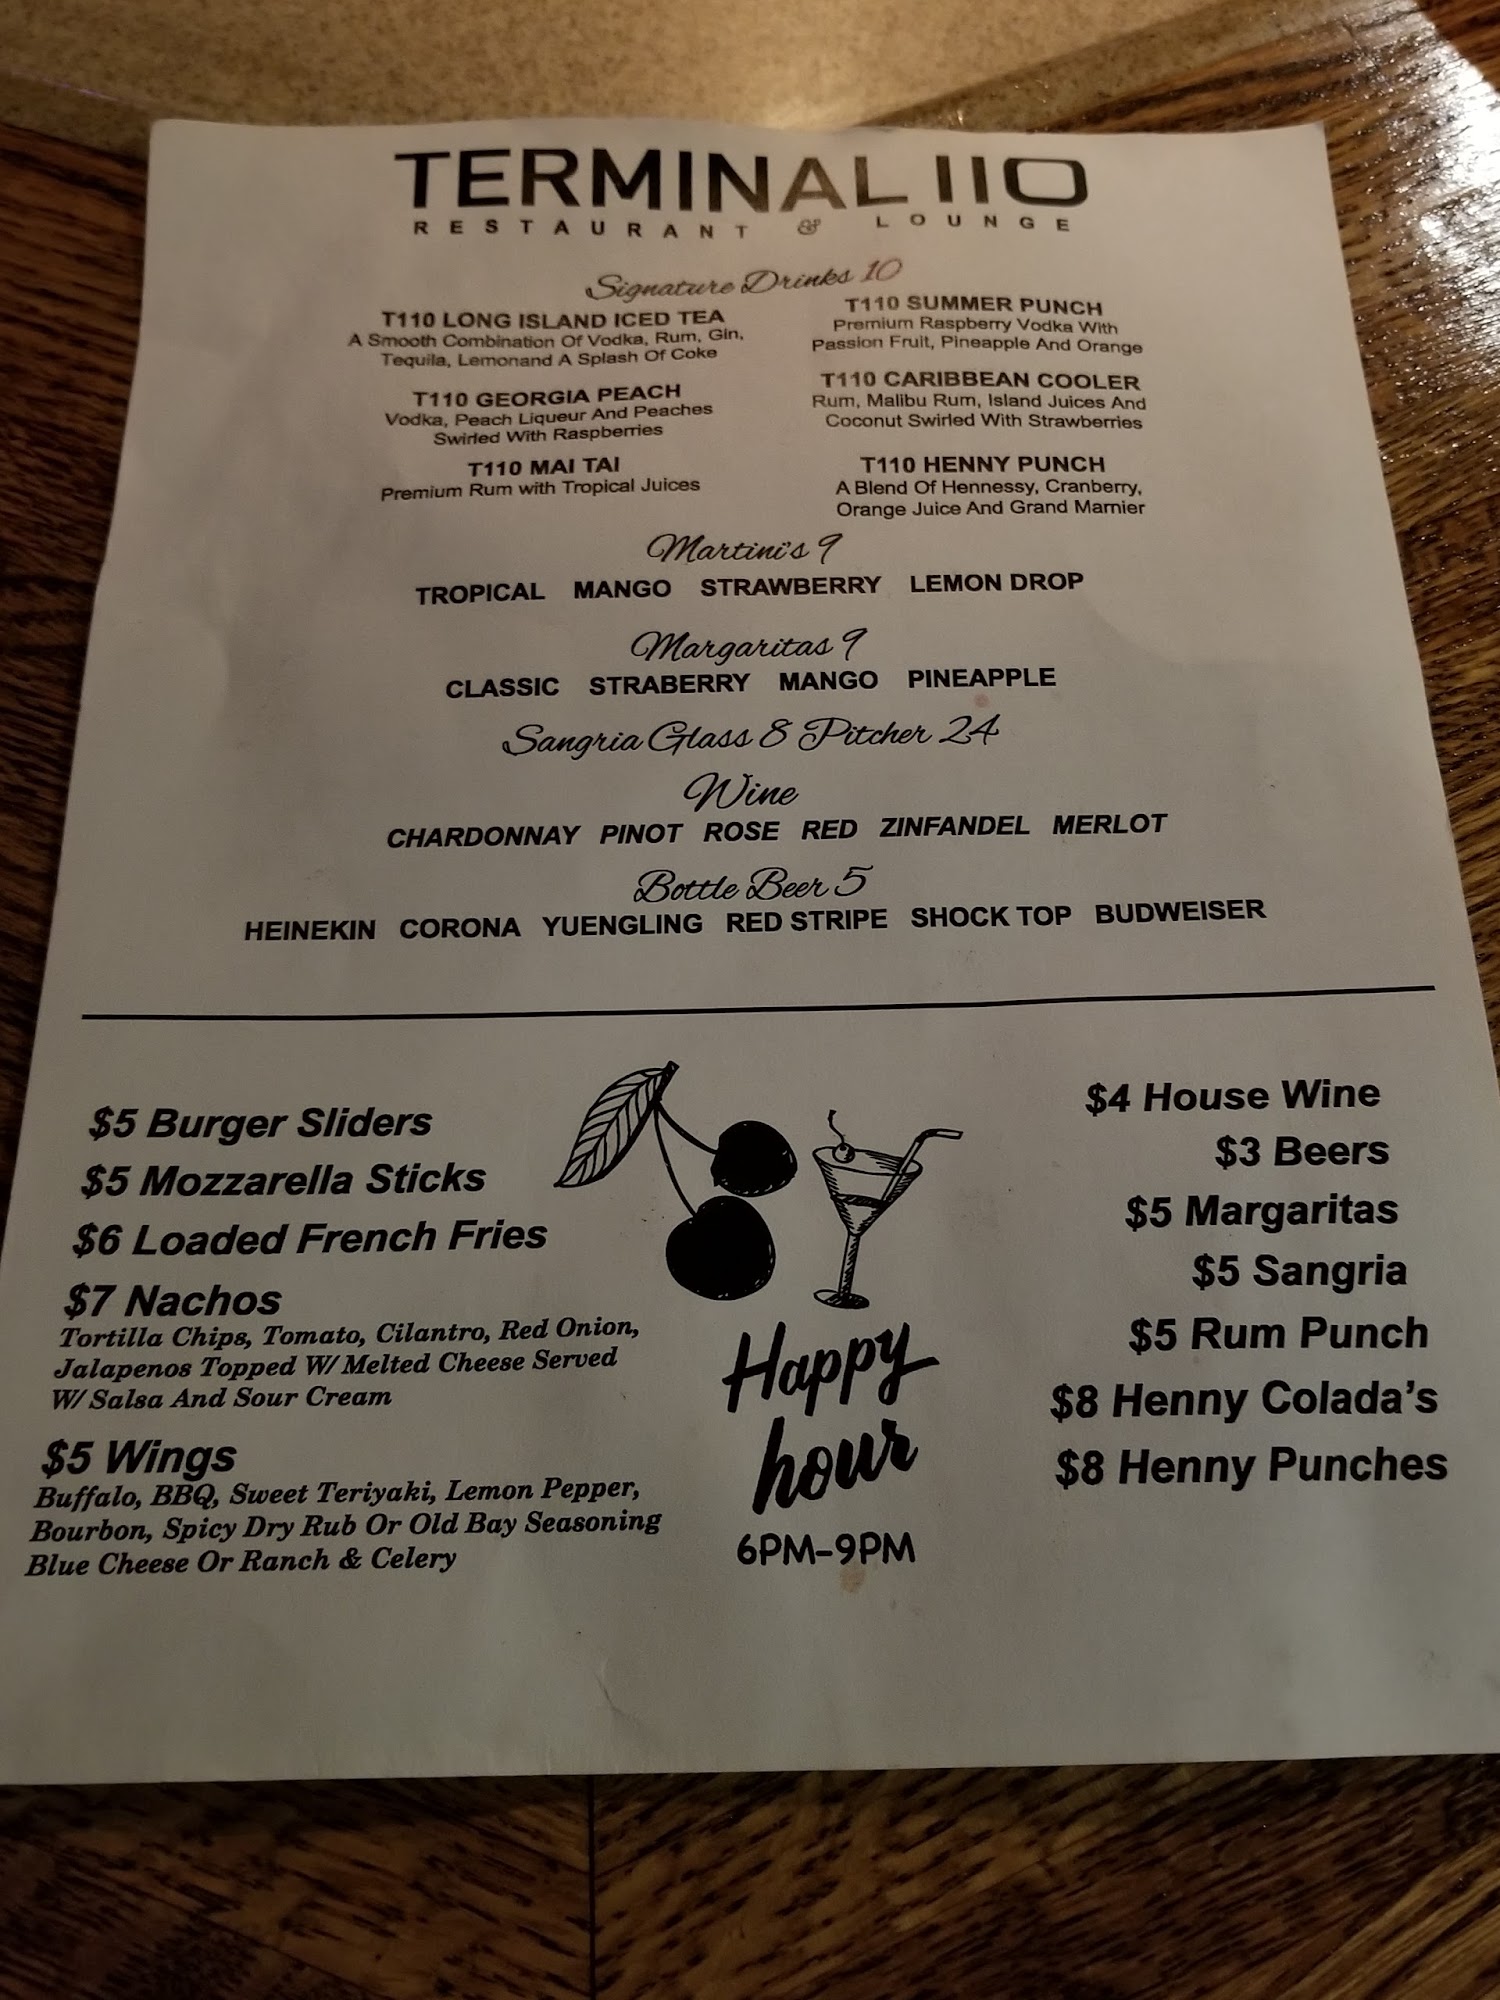 TERMINAL 110
RESTAURANT & LOUNGE
Signature Drinks 10
T110 LONG ISLAND ICED TEA
A Smooth Combination Of Vodka, Rum, Gin,
Tequila, Lemonand A Splash Of Coke
T110 GEORGIA PEACH
Vodka, Peach Liqueur And Peaches
Swirled With Raspberries
T110 MAI TAI
Premium Rum with Tropical Juices
T110 SUMMER PUNCH
Premium Raspberry Vodka With
Passion Fruit, Pineapple And Orange
T110 CARIBBEAN COOLER
Rum, Malibu Rum, Island Juices And
Coconut Swirled With Strawberries
T110 HENNY PUNCH
A Blend Of Hennessy, Cranberry,
Orange Juice And Grand Marnier
Martini's 9
TROPICAL MANGO STRAWBERRY LEMON DROP
Margaritas 9
CLASSIC STRABERRY MANGO PINEAPPLE
Sangria Glass 8 Pitcher 24
Wine
CHARDONNAY PINOT ROSE RED ZINFANDEL MERLOT
Bottle Beer 5
HEINEKIN CORONA YUENGLING RED STRIPE SHOCK TOP BUDWEISER
$5 Burger Sliders
$5 Mozzarella Sticks
$6 Loaded French Fries
$7 Nachos
Tortilla Chips, Tomato, Cilantro, Red Onion,
Jalapenos Topped W/ Melted Cheese Served
W/ Salsa And Sour Cream
$5 Wings
Buffalo, BBQ, Sweet Teriyaki, Lemon Pepper,
Bourbon, Spicy Dry Rub Or Old Bay Seasoning
Blue Cheese Or Ranch & Celery
Happy
hour
6PM-9PM
$4 House Wine
$3 Beers
$5 Margaritas
$5 Sangria
$5 Rum Punch
$8 Henny Colada's
$8 Henny Punches